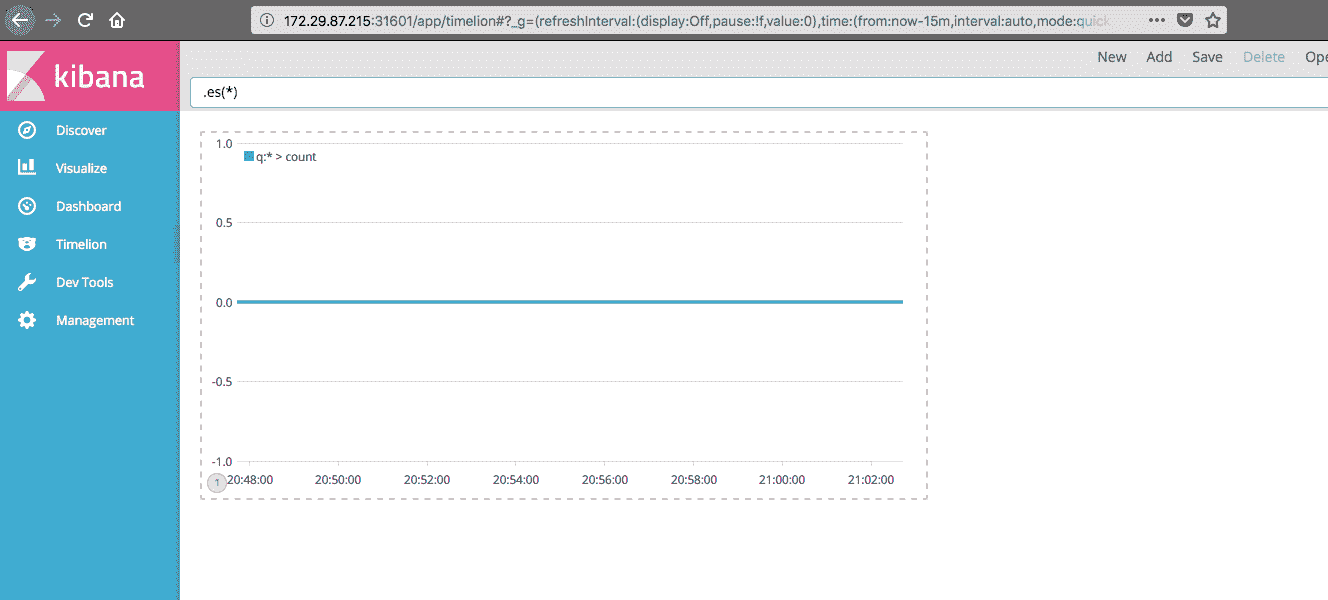 172.29.87.215:31601/app/timelion#?_g=(refreshInterval:(display:Off,pause:!f,value:0),time:(from:now-15m,interval:auto,mode:quick
kibana
New Add Save Delete Ope
.es(*)
Discover
Visualize
Dashboard
Timelion
Dev Tools
Management
q:* > count
1.0
0.5
0.0
-0.5
-1.0
1
20:48:00 20:50:00 20:52:00 20:54:00 20:56:00 20:58:00 21:00:00 21:02:00